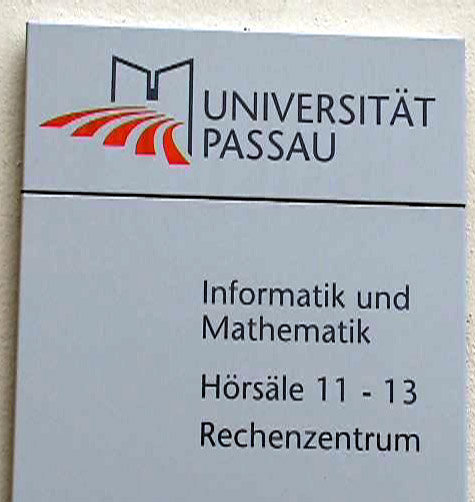 UNIVERSITÄT
PASSAU
Informatik und
Mathematik
Hörsäle 11 - 13
Rechenzentrum